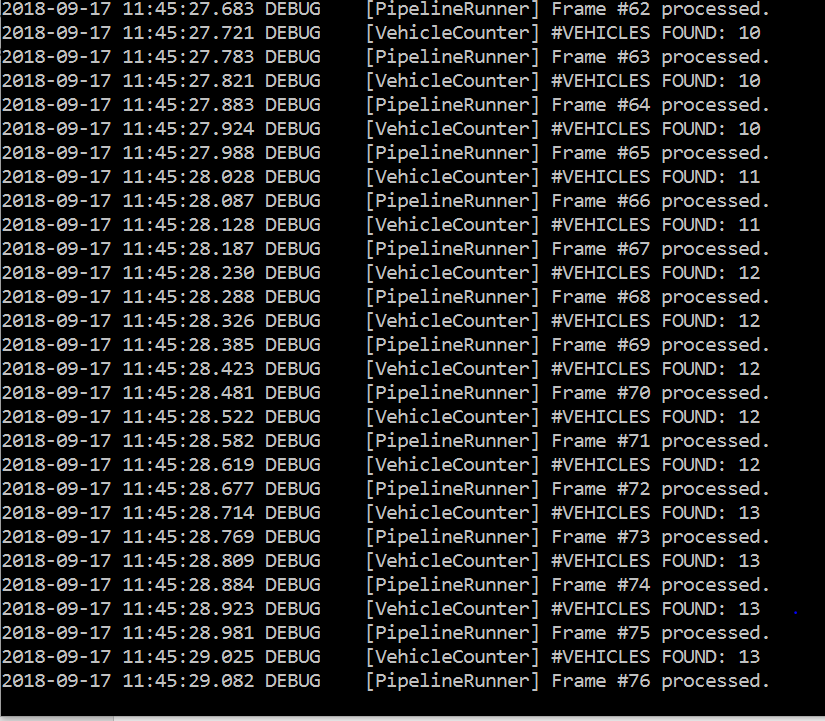 2018-09-17 11:45:27.683 DEBUG    [PipelineRunner] Frame #62 processed.
2018-09-17 11:45:27.721 DEBUG    [VehicleCounter] #VEHICLES FOUND: 10
2018-09-17 11:45:27.783 DEBUG    [PipelineRunner] Frame #63 processed.
2018-09-17 11:45:27.821 DEBUG    [VehicleCounter] #VEHICLES FOUND: 10
2018-09-17 11:45:27.883 DEBUG    [PipelineRunner] Frame #64 processed.
2018-09-17 11:45:27.924 DEBUG    [VehicleCounter] #VEHICLES FOUND: 10
2018-09-17 11:45:27.988 DEBUG    [PipelineRunner] Frame #65 processed.
2018-09-17 11:45:28.028 DEBUG    [VehicleCounter] #VEHICLES FOUND: 11
2018-09-17 11:45:28.087 DEBUG    [PipelineRunner] Frame #66 processed.
2018-09-17 11:45:28.128 DEBUG    [VehicleCounter] #VEHICLES FOUND: 11
2018-09-17 11:45:28.187 DEBUG    [PipelineRunner] Frame #67 processed.
2018-09-17 11:45:28.230 DEBUG    [VehicleCounter] #VEHICLES FOUND: 12
2018-09-17 11:45:28.288 DEBUG    [PipelineRunner] Frame #68 processed.
2018-09-17 11:45:28.326 DEBUG    [VehicleCounter] #VEHICLES FOUND: 12
2018-09-17 11:45:28.385 DEBUG    [PipelineRunner] Frame #69 processed.
2018-09-17 11:45:28.423 DEBUG    [VehicleCounter] #VEHICLES FOUND: 12
2018-09-17 11:45:28.481 DEBUG    [PipelineRunner] Frame #70 processed.
2018-09-17 11:45:28.522 DEBUG    [VehicleCounter] #VEHICLES FOUND: 12
2018-09-17 11:45:28.582 DEBUG    [PipelineRunner] Frame #71 processed.
2018-09-17 11:45:28.619 DEBUG    [VehicleCounter] #VEHICLES FOUND: 12
2018-09-17 11:45:28.677 DEBUG    [PipelineRunner] Frame #72 processed.
2018-09-17 11:45:28.714 DEBUG    [VehicleCounter] #VEHICLES FOUND: 13
2018-09-17 11:45:28.769 DEBUG    [PipelineRunner] Frame #73 processed.
2018-09-17 11:45:28.809 DEBUG    [VehicleCounter] #VEHICLES FOUND: 13
2018-09-17 11:45:28.884 DEBUG    [PipelineRunner] Frame #74 processed.
2018-09-17 11:45:28.923 DEBUG    [VehicleCounter] #VEHICLES FOUND: 13
2018-09-17 11:45:28.981 DEBUG    [PipelineRunner] Frame #75 processed.
2018-09-17 11:45:29.025 DEBUG    [VehicleCounter] #VEHICLES FOUND: 13
2018-09-17 11:45:29.082 DEBUG    [PipelineRunner] Frame #76 processed.